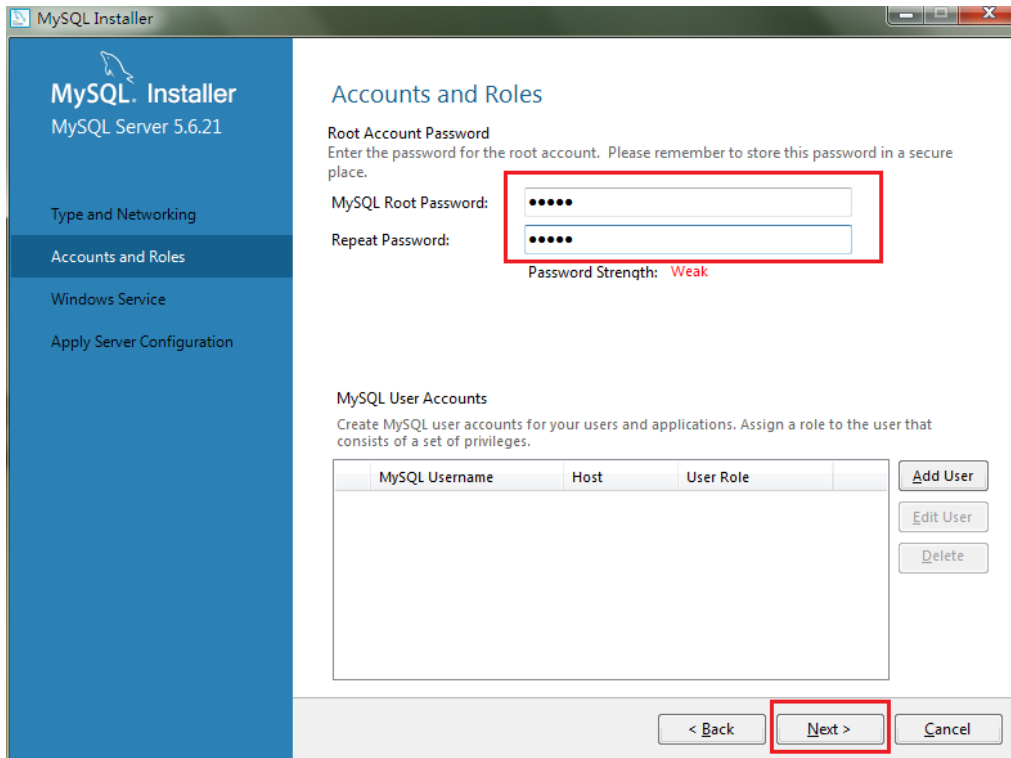 MySQL Installer
MySQL. Installer
MySQL Server 5.6.21
Type and Networking
Accounts and Roles
Windows Service
Apply Server Configuration
Accounts and Roles
Root Account Password
Enter the password for the root account. Please remember to store this password in a secure
place.
MySQL Root Password: •••••
Repeat Password: •••••
Password Strength: Weak
MySQL User Accounts
Create MySQL user accounts for your users and applications. Assign a role to the user that
consists of a set of privileges.
MySQL Username Host User Role
Add User
Edit User
Delete
< Back Next > Cancel